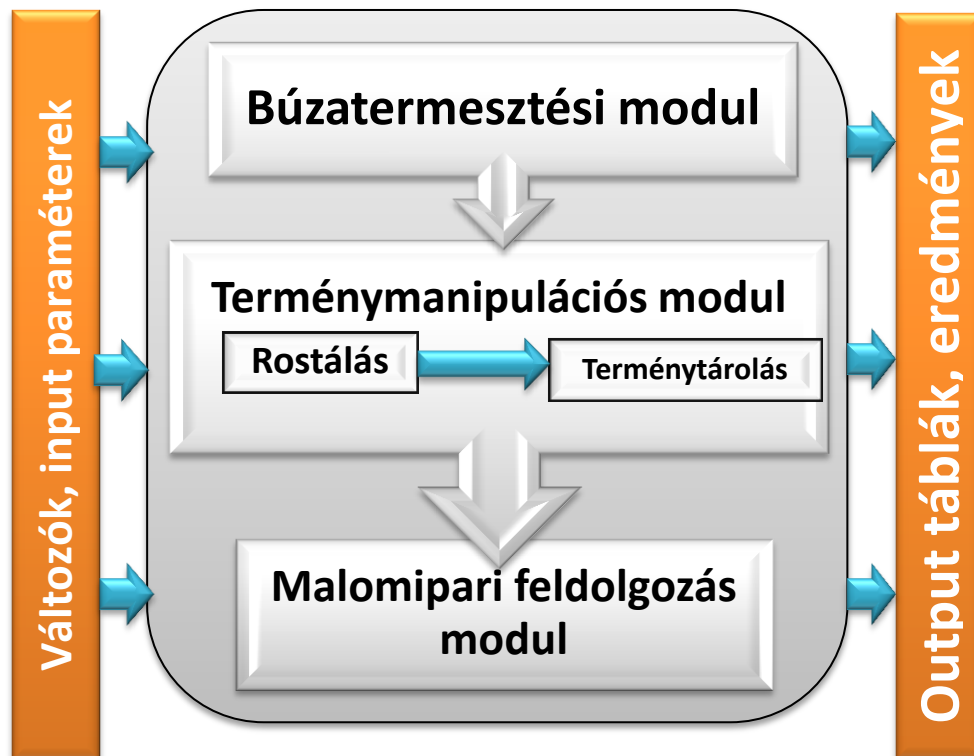 Változók, input paraméterek
Búzatermesztési modul
Terménymanipulációs modul
Rostálás
Terménytárolás
Malomipari feldolgozás
modul
Output táblák, eredmények